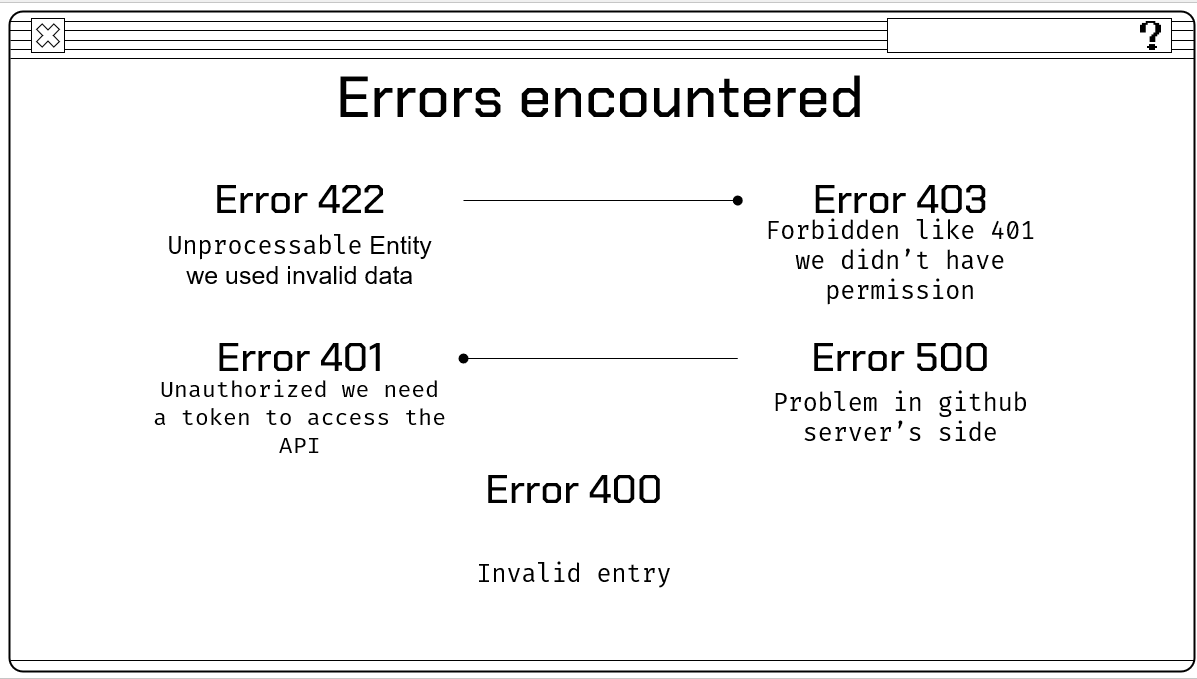 ?
Errors encountered
Error 422
Unprocessable Entity
we used invalid data
Error 403
Forbidden like 401
we didn’t have
permission
Error 401
Unauthorized we need
a token to access the
API
Error 500
Problem in github
server’s side
Error 400
Invalid entry